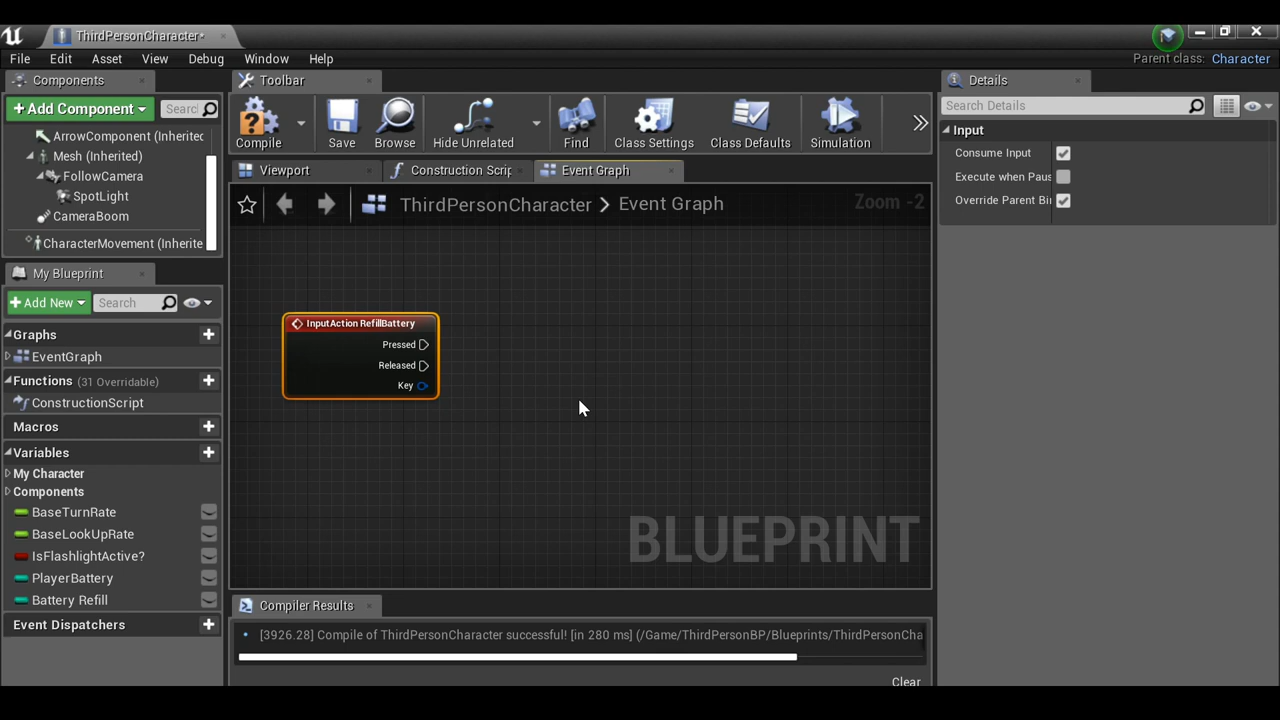 ThirdPersonCharacter*
File Edit Asset View Debug Window Help
Parent class: Character
Components
+ Add Component
Searc
ArrowComponent (Inheritec
Mesh (Inherited)
FollowCamera
SpotLight
CameraBoom
CharacterMovement (Inherite
My Blueprint
+ Add New
Search
Graphs
EventGraph
Functions (31 Overridable)
ConstructionScript
Macros
Variables
My Character
Components
BaseTurnRate
BaseLookUpRate
IsFlashlightActive?
PlayerBattery
Battery Refill
Event Dispatchers
Toolbar
Compile
Save
Browse
Hide Unrelated
Find
Class Settings
Class Defaults
Simulation
Viewport
Construction Scrip
Event Graph
ThirdPersonCharacter > Event Graph
Zoom -2
InputAction RefillBattery
Pressed
Released
Key
BLUEPRINT
Compiler Results
[3926.28] Compile of ThirdPersonCharacter successful! [in 280 ms] (/Game/ThirdPersonBP/Blueprints/ThirdPersonCha
Clear
Details
Search Details
Input
Consume Input
Execute when Paus
Override Parent Bin